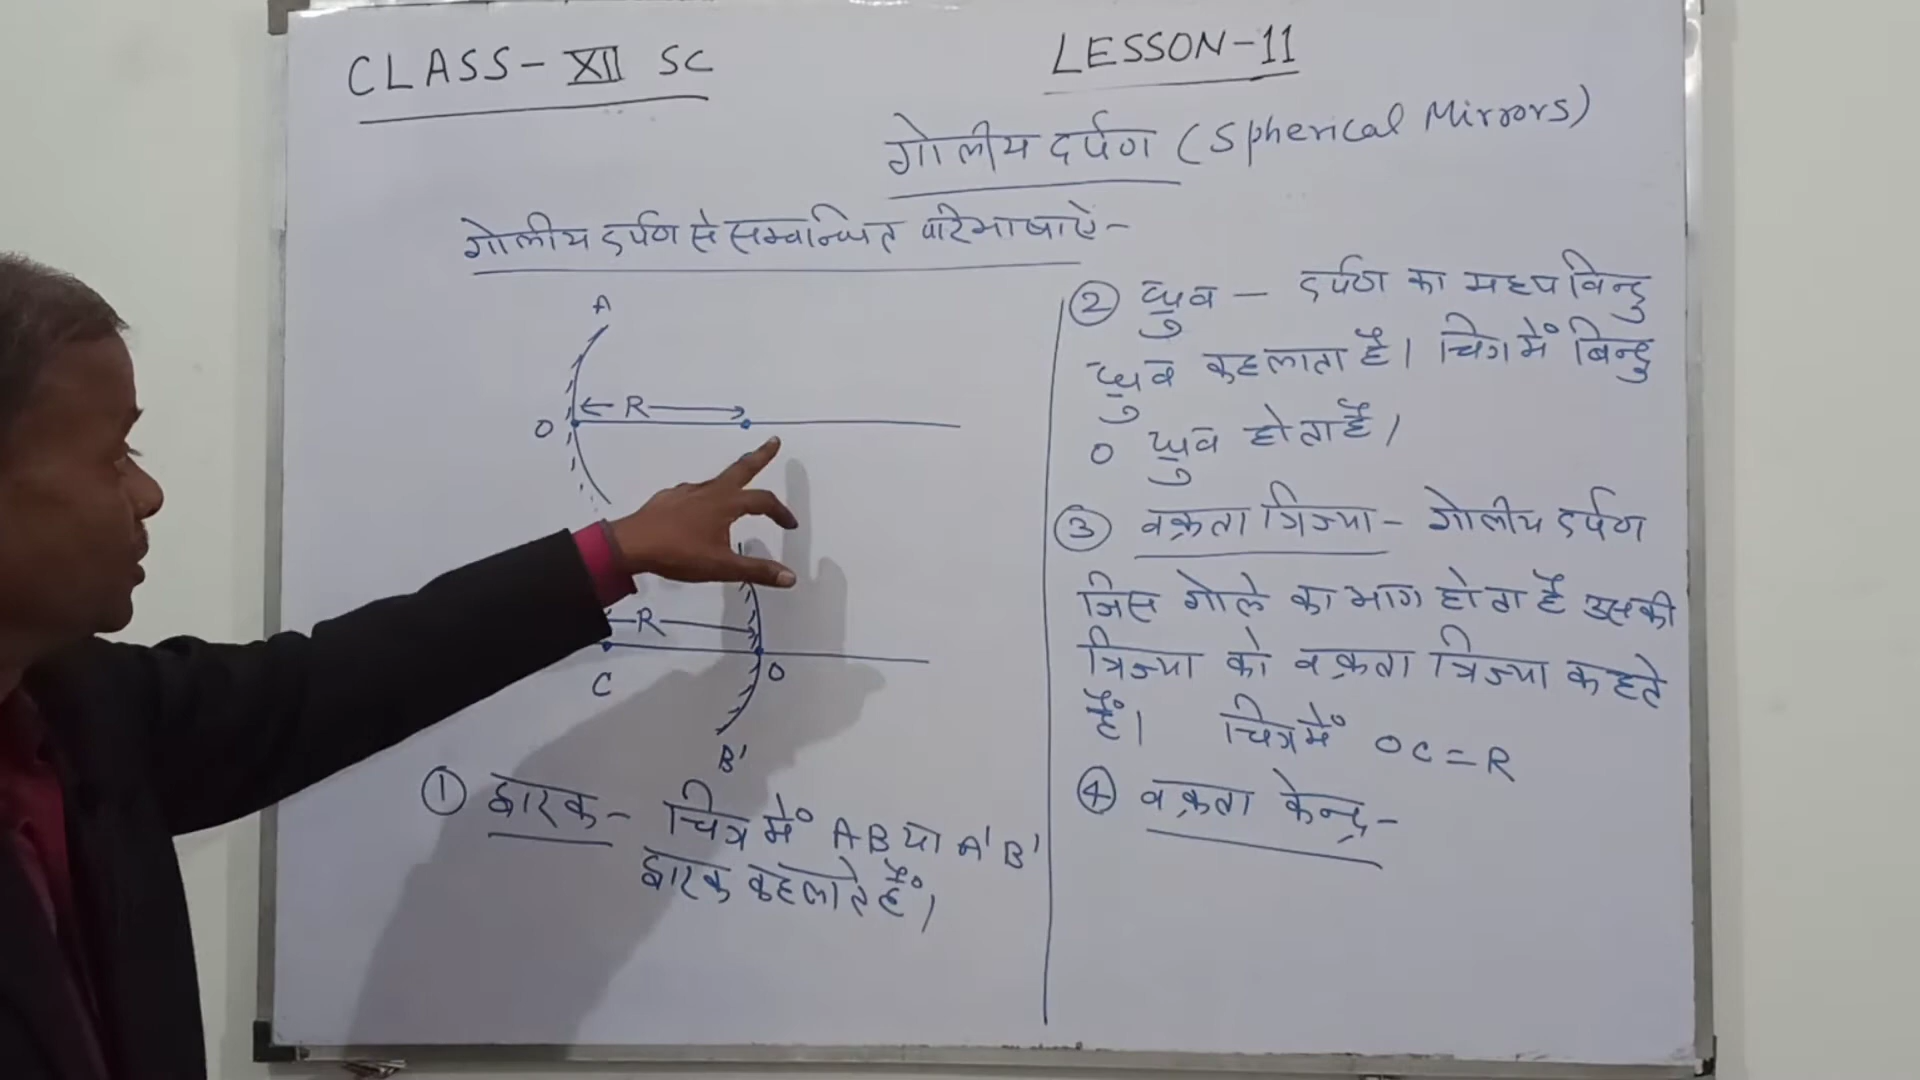 CLASS - XII SC
LESSON-11
गोलीय दर्पण (Spherical Mirrors)
गोलीय दर्पण से सम्बन्धित परिभाषाऐं-
A
O
R
R
C
O
B'
① द्वारक- चित्र में AB या A'B'
द्वारक कहलाते हैं।
② ध्रुव - दर्पण का मध्य विन्दु
ध्रुव कहलाता है। चित्र में बिन्दु
O ध्रुव होता है।
③ वक्रता त्रिज्या- गोलीय दर्पण
जिस गोले का भाग होता है उसकी
त्रिज्या को वक्रता त्रिज्या कहते
हैं। चित्र में OC = R
④ वक्रता केन्द्र-